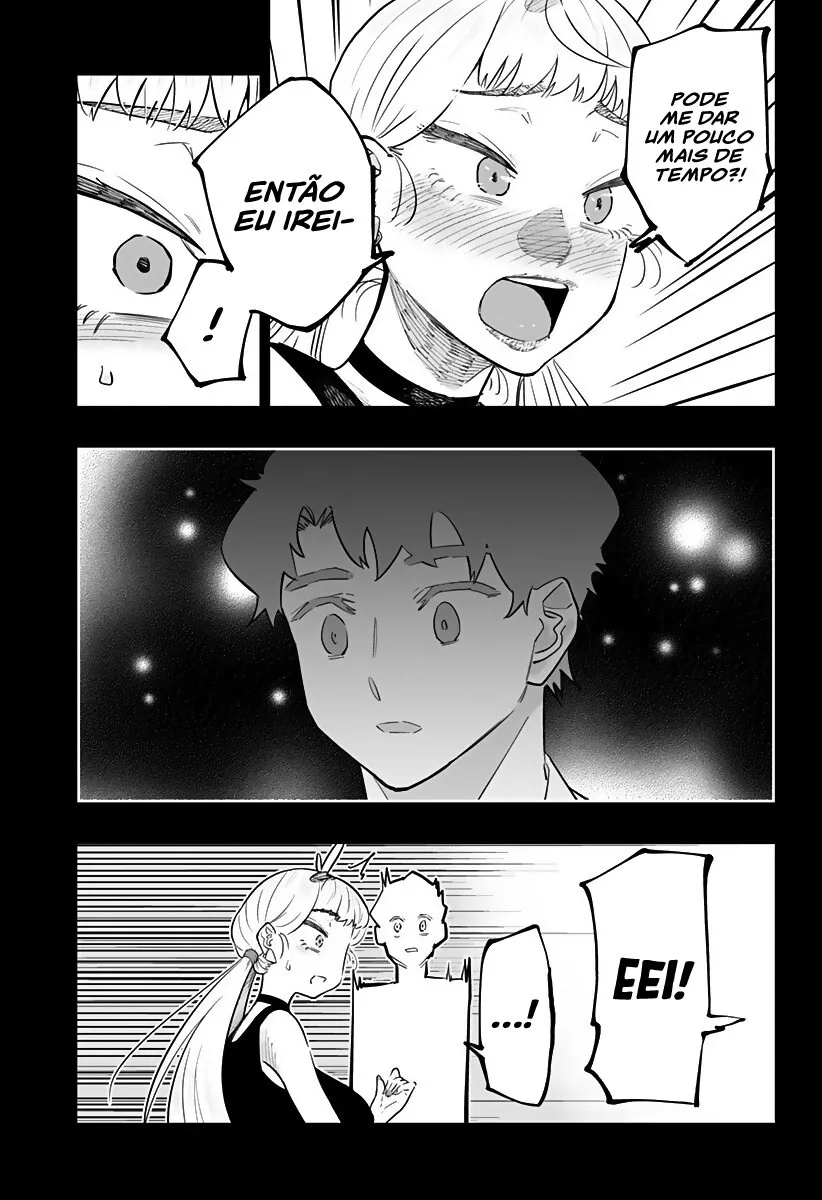 PODE
ME DAR
UM POUCO
MAIS DE
TEMPO?!
ENTÃO
EU IREI-
!
EEI!
....!